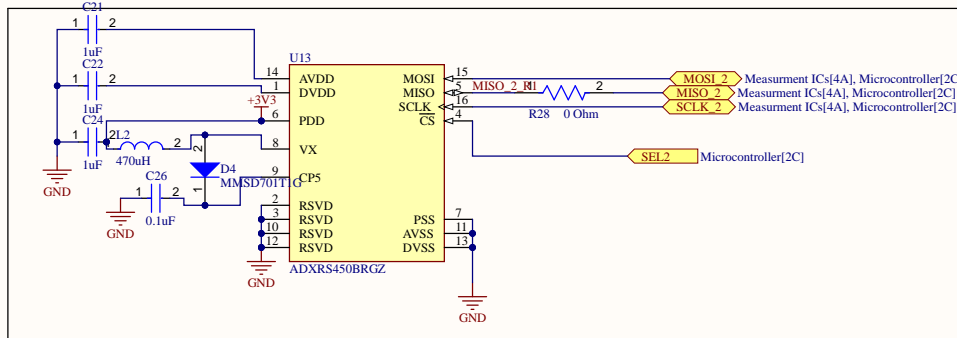 C21
1 2
1uF
C22
1 2
1uF
C24
1 2
1uF
GND
L2
1 2
470uH
+3V3
D4
2
1
MMSD701T1G
C26
1 2
0.1uF
GND
U13
14 AVDD
1 DVDD
6 PDD
8 VX
9 CP5
2 RSVD
3 RSVD
10 RSVD
12 RSVD
GND
MOSI 15
MISO 5
SCLK 16
CS 4
PSS 7
AVSS 11
DVSS 13
GND
ADXRS450BRGZ
MISO_2_R
1 2
R28 0 Ohm
MOSI_2 Measurment ICs[4A], Microcontroller[2C
MISO_2 Measurment ICs[4A], Microcontroller[2C]
SCLK_2 Measurment ICs[4A], Microcontroller[2C
SEL2 Microcontroller[2C]